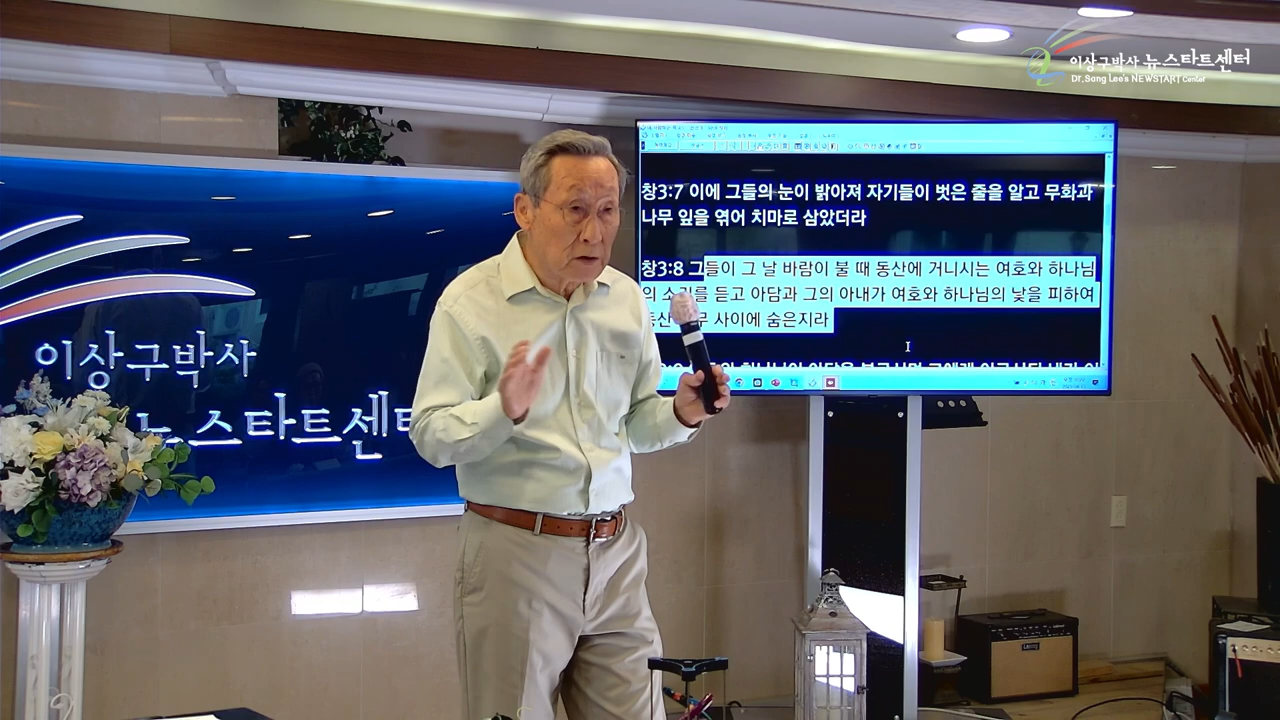 이상구박사 뉴스타트센터
Dr. Sang Lee's NEWSTART Center
창3:7 이에 그들의 눈이 밝아져 자기들이 벗은 줄을 알고 무화과
나무 잎을 엮어 치마로 삼았더라
창3:8 그들이 그 날 바람이 불 때 동산에 거니시는 여호와 하나님
의 소리를 듣고 아담과 그의 아내가 여호와 하나님의 낯을 피하여
사이에 숨은지라
이상구박사
뉴스타트센터